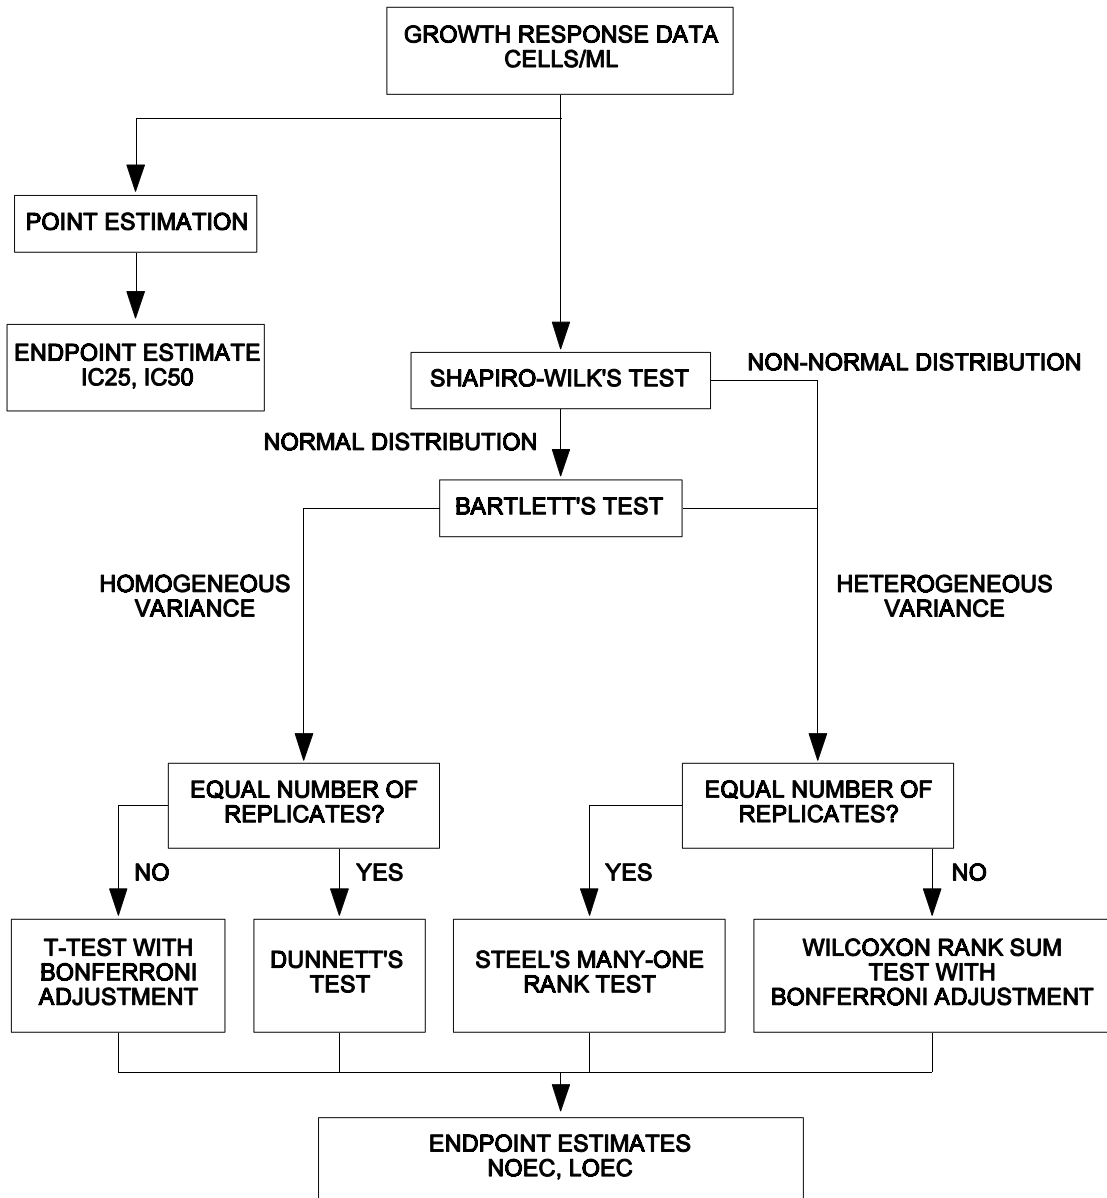 GROWTH RESPONSE DATA
CELLS/ML
POINT ESTIMATION
ENDPOINT ESTIMATE
IC25, IC50
SHAPIRO-WILK'S TEST
NON-NORMAL DISTRIBUTION
NORMAL DISTRIBUTION
BARTLETT'S TEST
HOMOGENEOUS
VARIANCE
HETEROGENEOUS
VARIANCE
EQUAL NUMBER OF
REPLICATES?
EQUAL NUMBER OF
REPLICATES?
NO
YES
YES
NO
T-TEST WITH
BONFERRONI
ADJUSTMENT
DUNNETT'S
TEST
STEEL'S MANY-ONE
RANK TEST
WILCOXON RANK SUM
TEST WITH
BONFERRONI ADJUSTMENT
ENDPOINT ESTIMATES
NOEC, LOEC